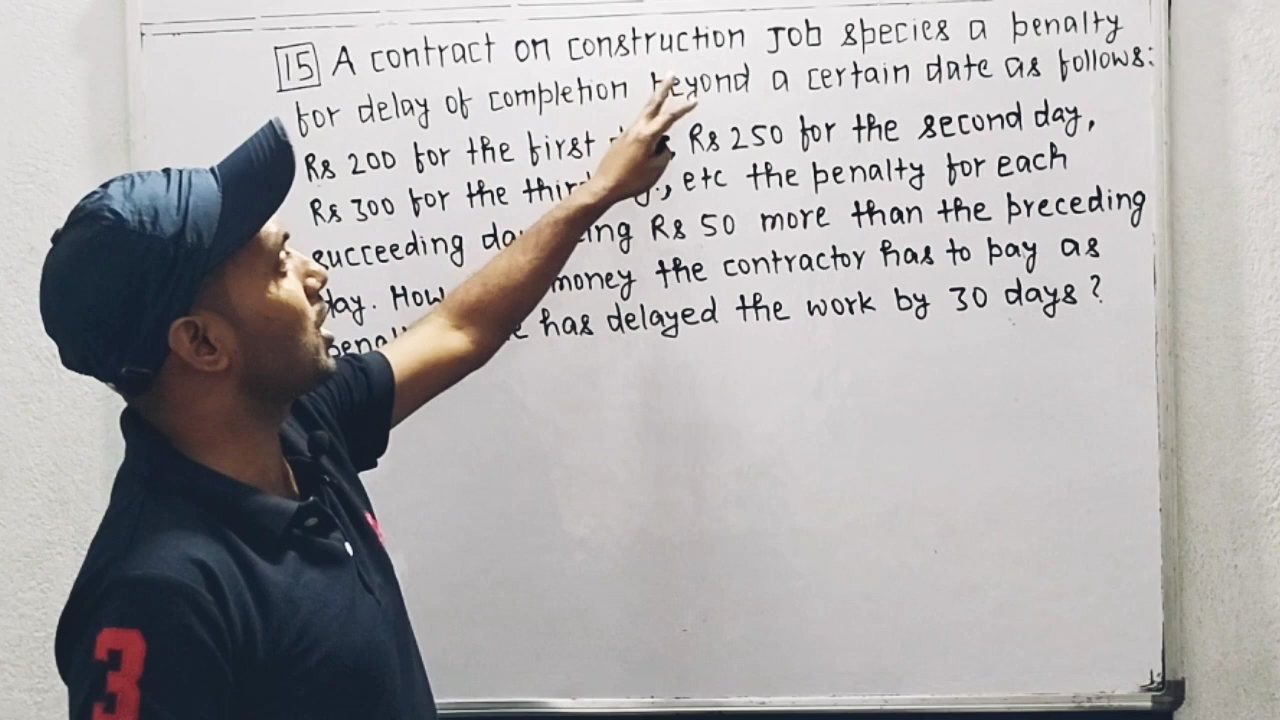 15 A contract on construction Job species a penalty
for delay of completion beyond a certain date as follows:
Rs 200 for the first Rs 250 for the second day,
Rs 300 for the third etc the penalty for each
succeeding Rs 50 more than the preceding
day. How money the contractor has to pay as
has delayed the work by 30 days?
3